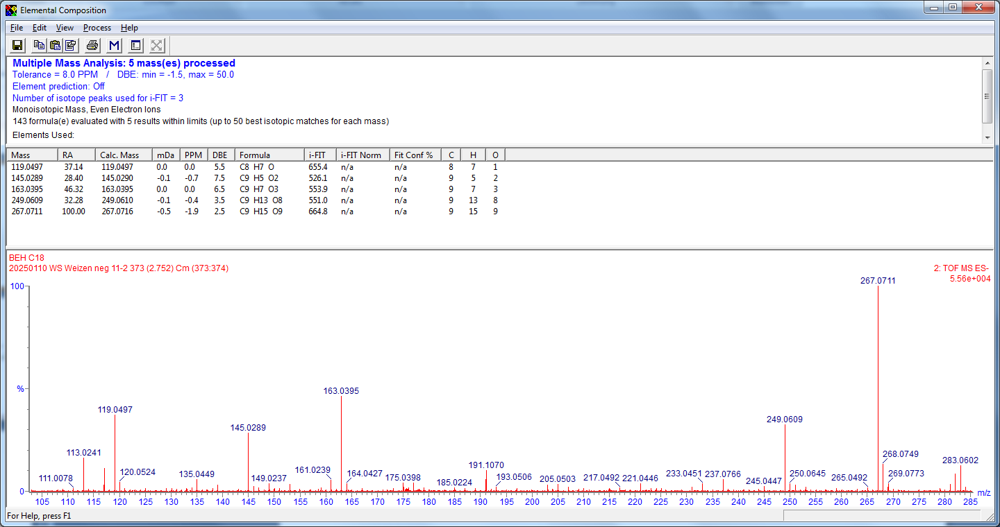 Elemental Composition
File Edit View Process Help
Multiple Mass Analysis: 5 mass(es) processed
Tolerance = 8.0 PPM / DBE: min = -1.5, max = 50.0
Element prediction: Off
Number of isotope peaks used for i-FIT = 3
Monoisotopic Mass, Even Electron Ions
143 formula(e) evaluated with 5 results within limits (up to 50 best isotopic matches for each mass)
Elements Used:
Mass RA Calc. Mass mDa PPM DBE Formula i-FIT i-FIT Norm Fit Conf % C H O
119.0497 37.14 119.0497 0.0 0.0 5.5 C8 H7 O 655.4 n/a n/a 8 7 1
145.0289 28.40 145.0290 -0.1 -0.7 7.5 C9 H5 O2 526.1 n/a n/a 9 5 2
163.0395 46.32 163.0395 0.0 0.0 6.5 C9 H7 O3 553.9 n/a n/a 9 7 3
249.0609 32.28 249.0610 -0.1 -0.4 3.5 C9 H13 O8 551.0 n/a n/a 9 13 8
267.0711 100.00 267.0716 -0.5 -1.9 2.5 C9 H15 O9 664.8 n/a n/a 9 15 9
BEH C18
20250110 WS Weizen neg 11-2 373 (2.752) Cm (373:374)
2: TOF MS ES-
5.56e+004
100
267.0711
%
163.0395
119.0497
249.0609
145.0289
113.0241
268.0749
283.0602
191.1070
111.0078
120.0524
135.0449
149.0237
161.0239
164.0427
175.0398
185.0224
193.0506
205.0503
217.0492
221.0446
233.0451
237.0766
245.0447
250.0645
265.0492
269.0773
0
m/z
105 110 115 120 125 130 135 140 145 150 155 160 165 170 175 180 185 190 195 200 205 210 215 220 225 230 235 240 245 250 255 260 265 270 275 280 285
For Help, press F1